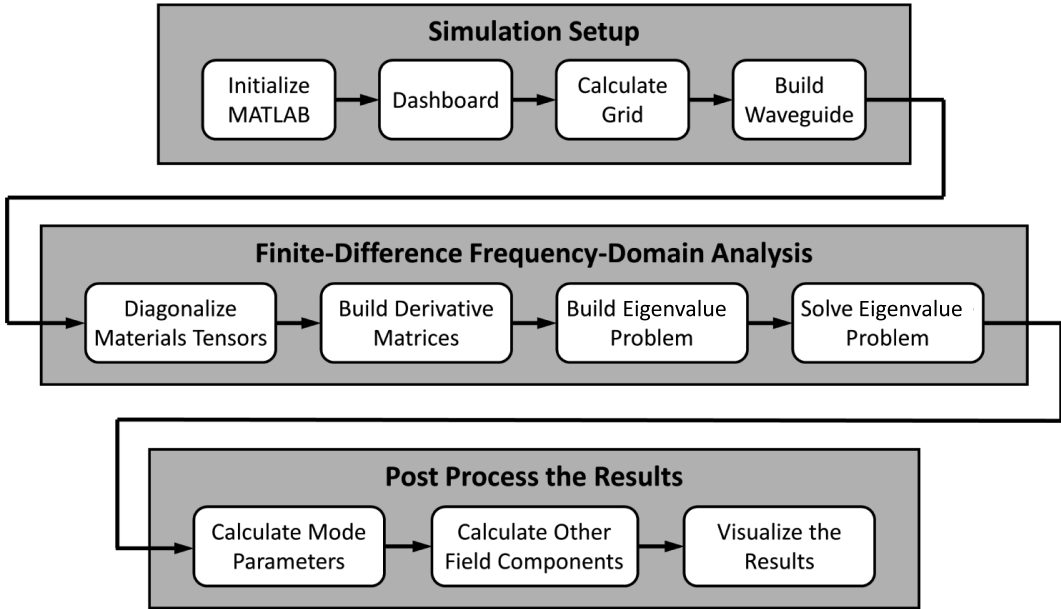 Simulation Setup
Initialize
MATLAB
Dashboard
Calculate
Grid
Build
Waveguide
Finite-Difference Frequency-Domain Analysis
Diagonalize
Materials Tensors
Build Derivative
Matrices
Build Eigenvalue
Problem
Solve Eigenvalue
Problem
Post Process the Results
Calculate Mode
Parameters
Calculate Other
Field Components
Visualize the
Results